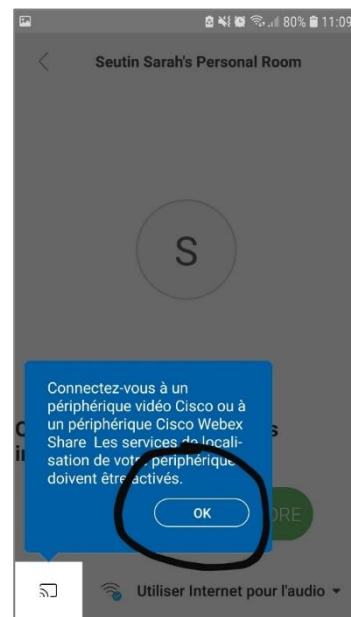 80% 11:09
Seutin Sarah's Personal Room
S
Connectez-vous à un
périphérique vidéo Cisco ou à
un périphérique Cisco Webex
Share Les services de locali-
sation de votre périphérique
doivent être activés.
OK
DRE
Utiliser Internet pour l'audio